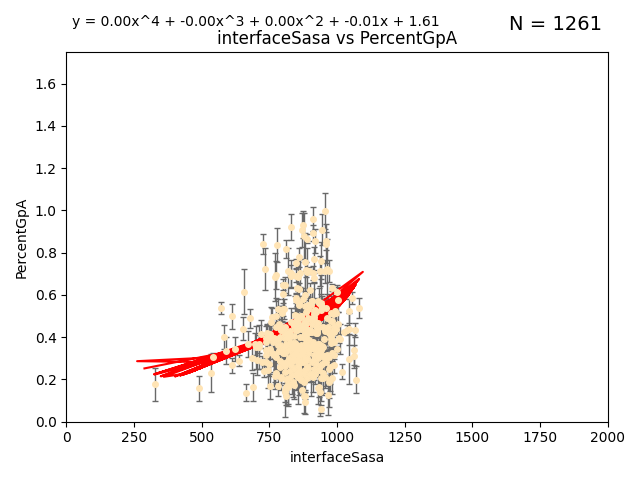 y = 0.00x^4 + -0.00x^3 + 0.00x^2 + -0.01x + 1.61
N = 1261
interfaceSasa vs PercentGpA
1.6
1.4
1.2
1.0
0.8
0.6
0.4
0.2
0.0
PercentGpA
0 250 500 750 1000 1250 1500 1750 2000
interfaceSasa